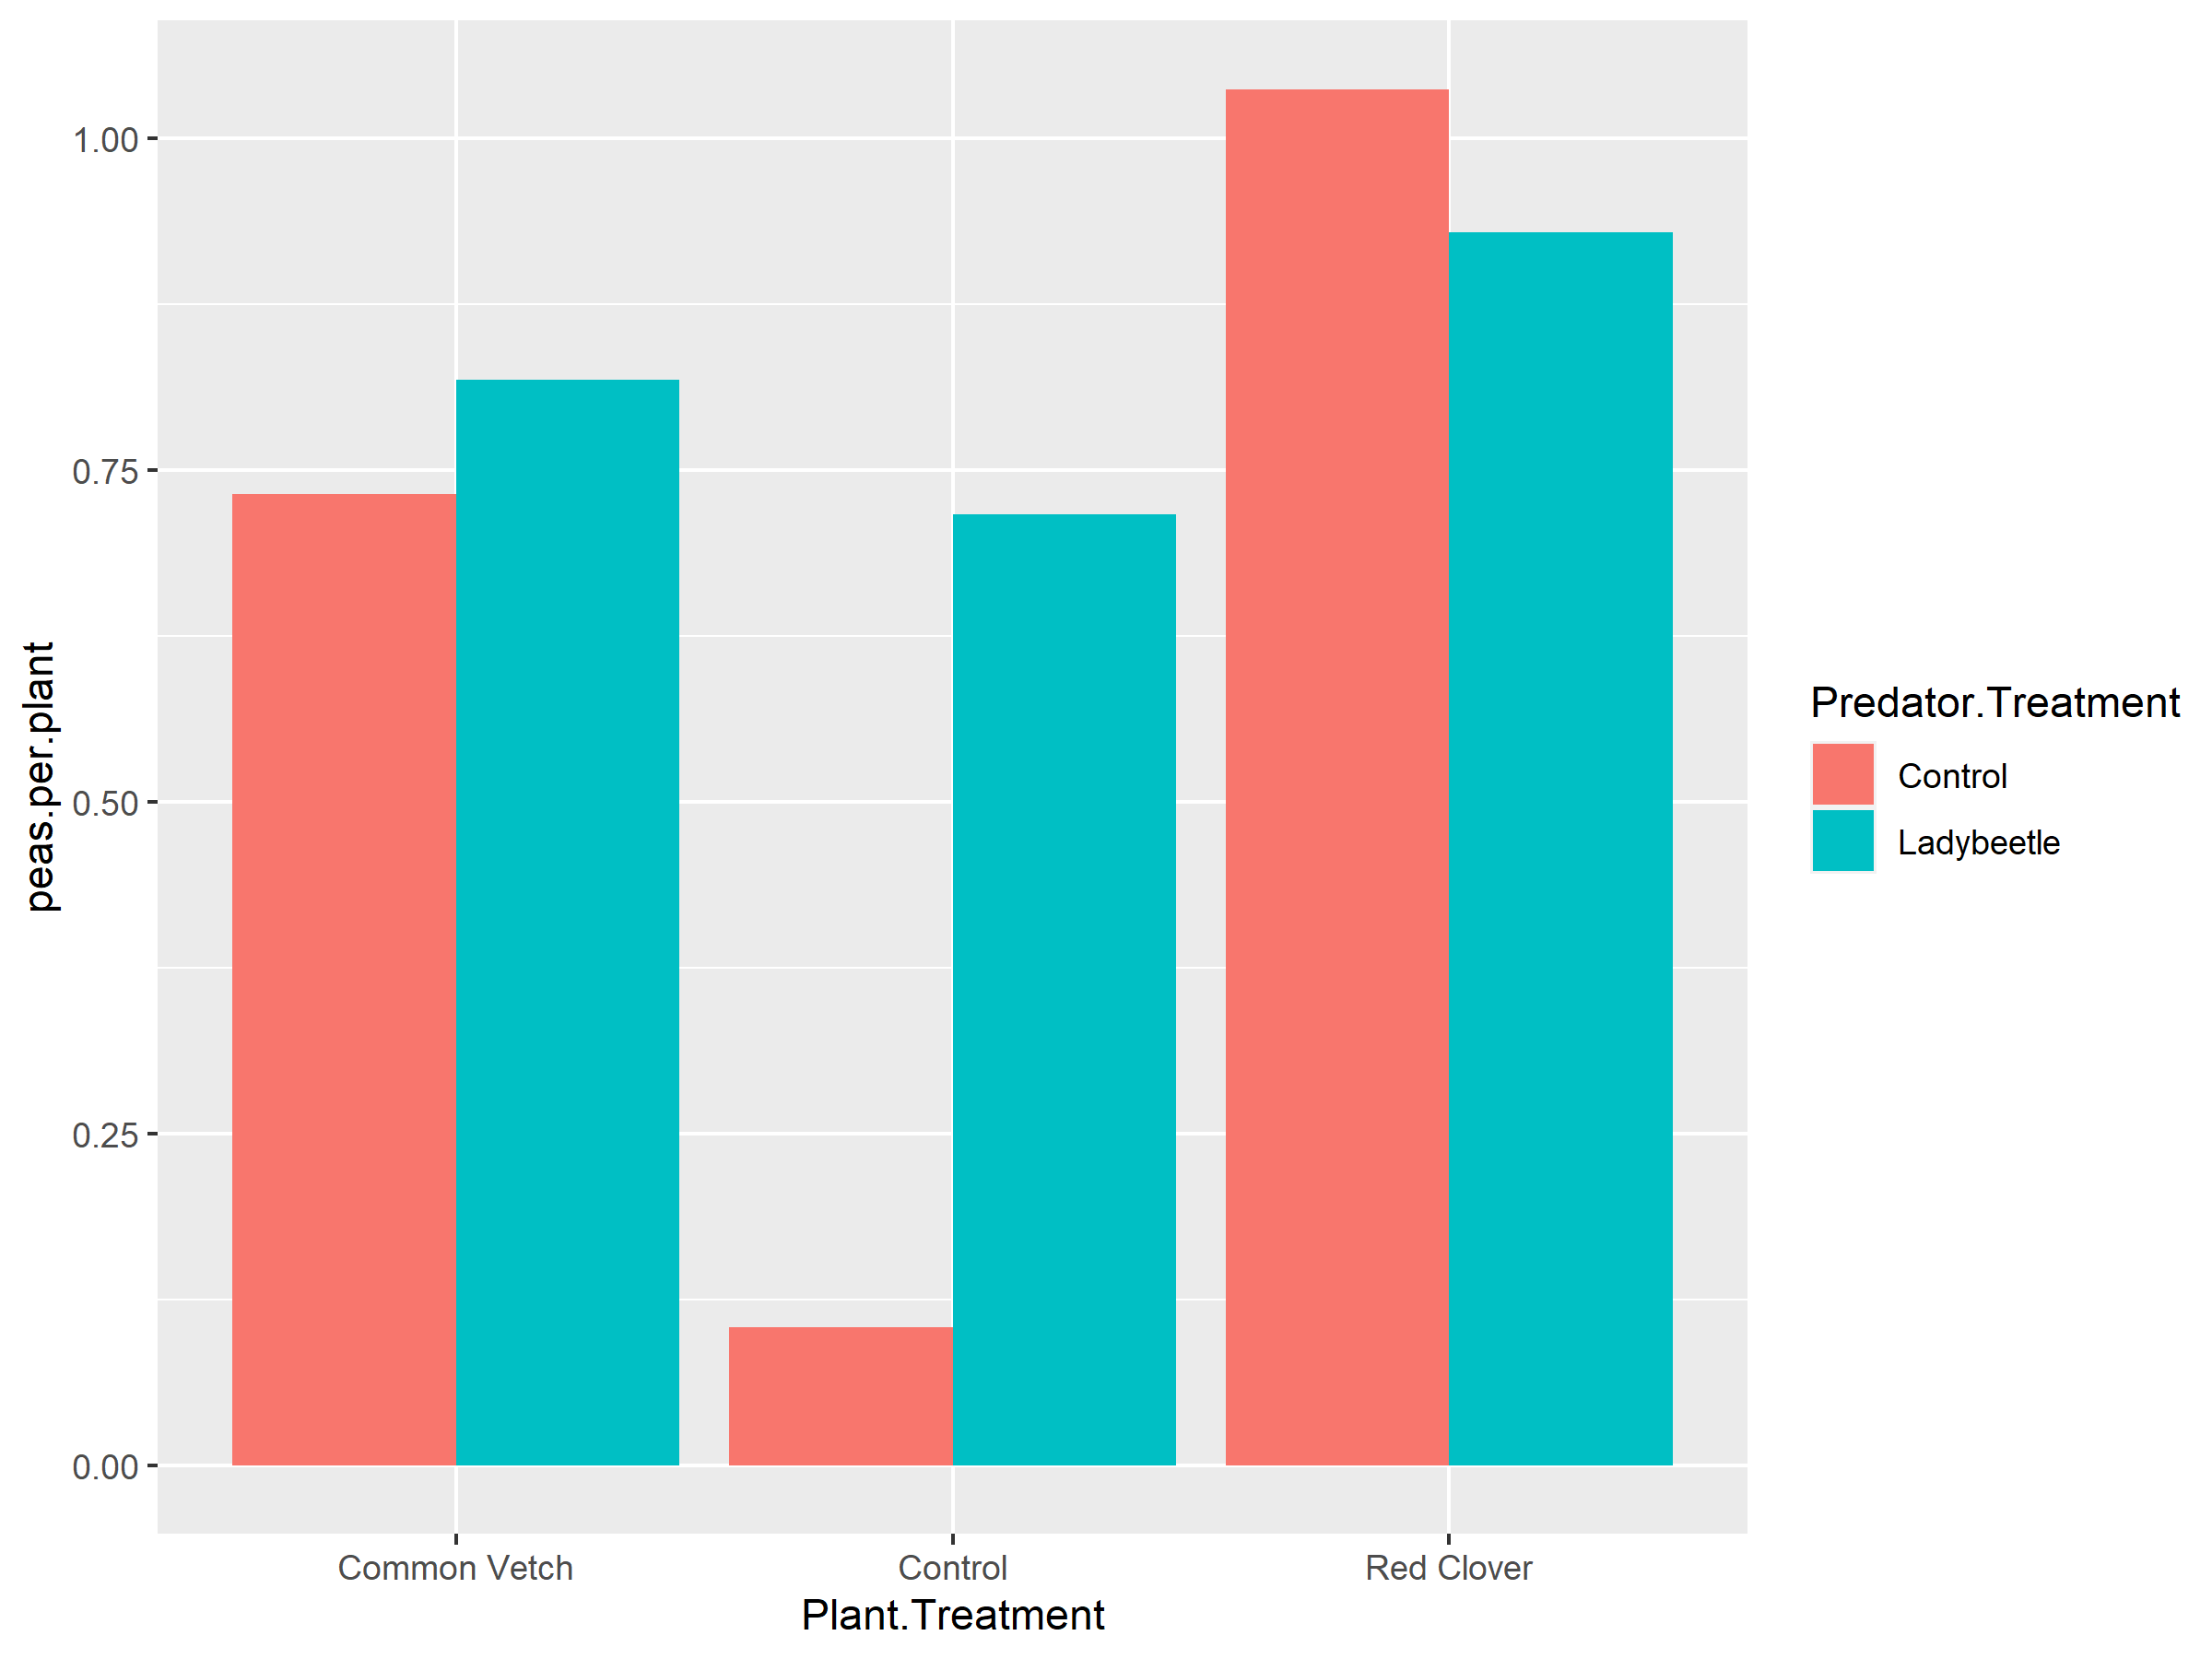 peas.per.plant
1.00
0.75
0.50
0.25
0.00
Common Vetch
Control
Red Clover
Plant.Treatment
Predator.Treatment
Control
Ladybeetle